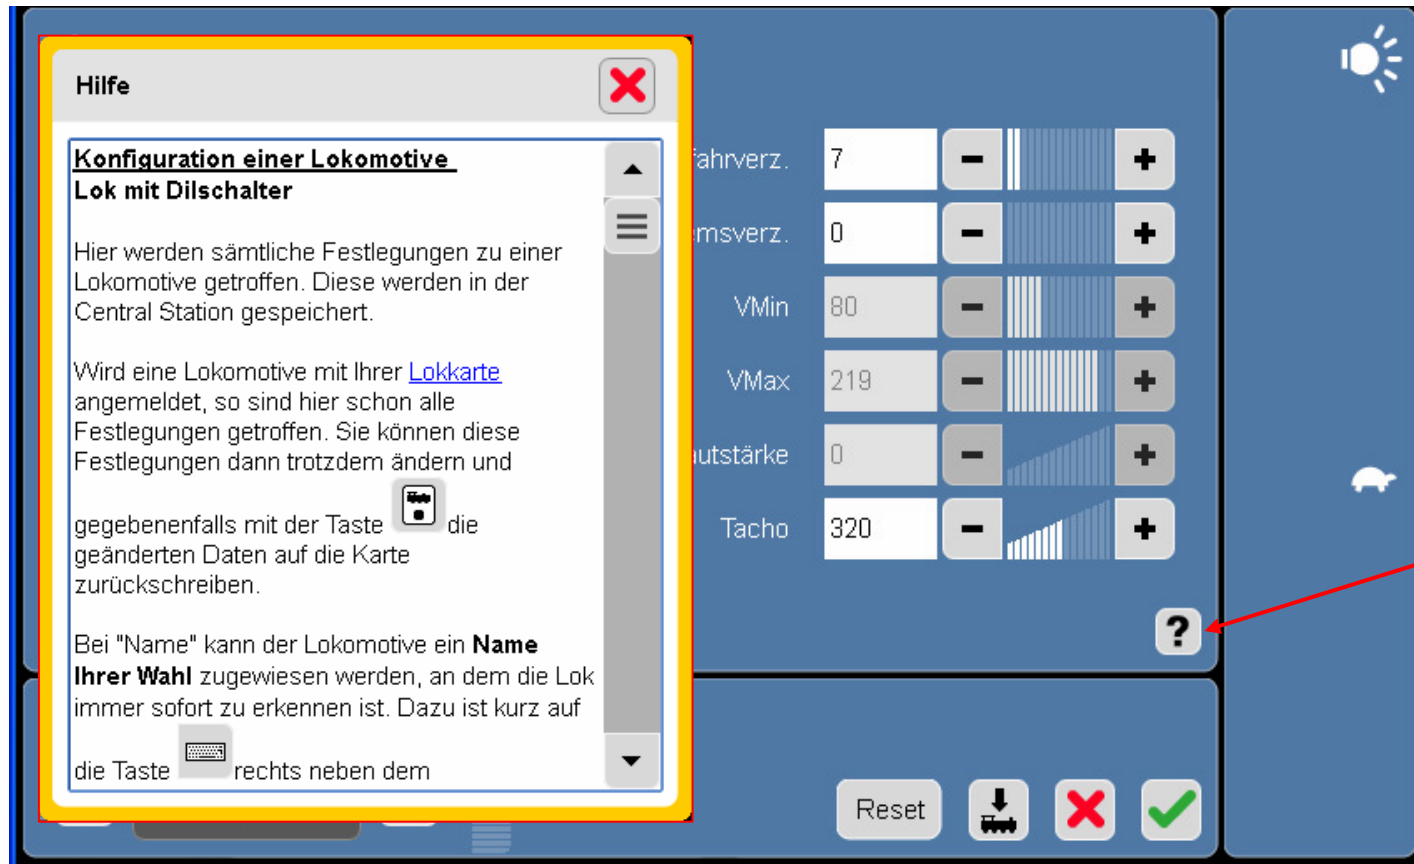 Hilfe
Konfiguration einer Lokomotive
Lok mit Dilschalter
Hier werden sämtliche Festlegungen zu einer
Lokomotive getroffen. Diese werden in der
Central Station gespeichert.
Wird eine Lokomotive mit Ihrer Lokkarte
angemeldet, so sind hier schon alle
Festlegungen getroffen. Sie können diese
Festlegungen dann trotzdem ändern und
gegebenenfalls mit der Taste die
geänderten Daten auf die Karte
zurückschreiben.
Bei "Name" kann der Lokomotive ein Name
Ihrer Wahl zugewiesen werden, an dem die Lok
immer sofort zu erkennen ist. Dazu ist kurz auf
die Taste rechts neben dem
fahrverz. 7 - +
emsverz. 0 - +
VMin 80 - +
VMax 219 - +
autstärke 0 - +
Tacho 320 - +
?
Reset